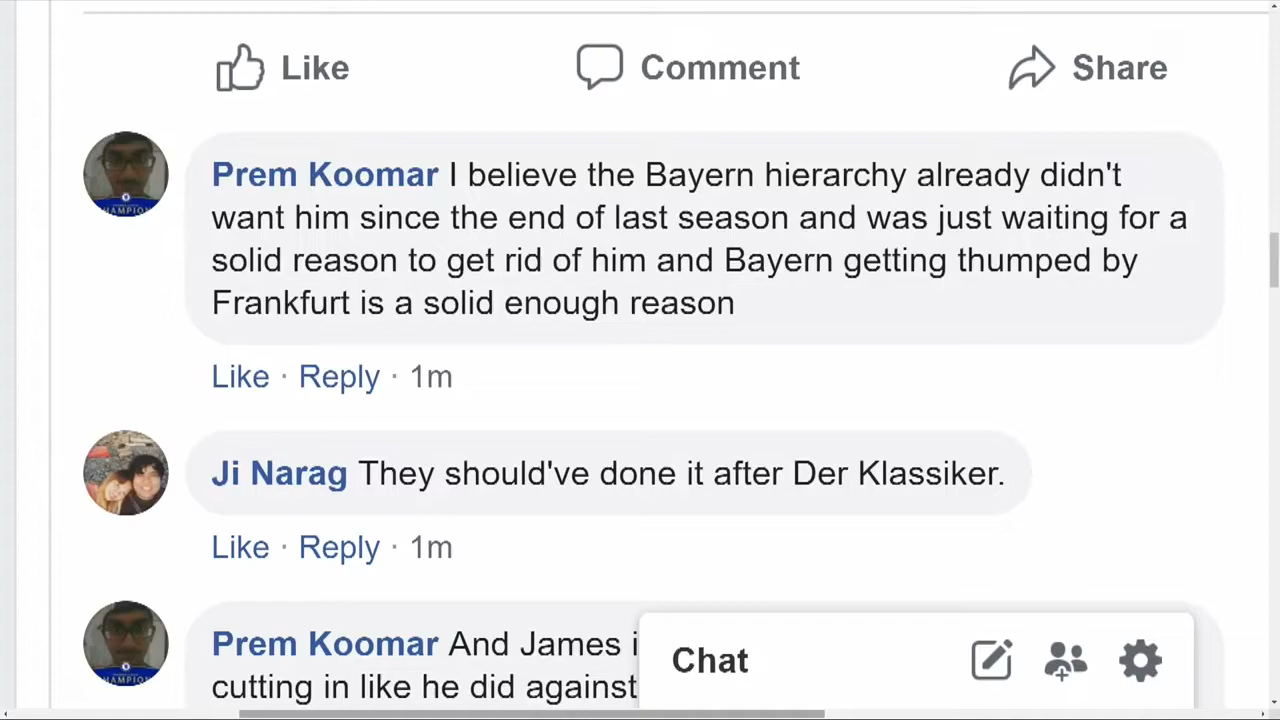 Like Comment Share
Prem Koomar I believe the Bayern hierarchy already didn't
want him since the end of last season and was just waiting for a
solid reason to get rid of him and Bayern getting thumped by
Frankfurt is a solid enough reason
Like · Reply · 1m
Ji Narag They should've done it after Der Klassiker.
Like · Reply · 1m
Prem Koomar And James
cutting in like he did against
Chat